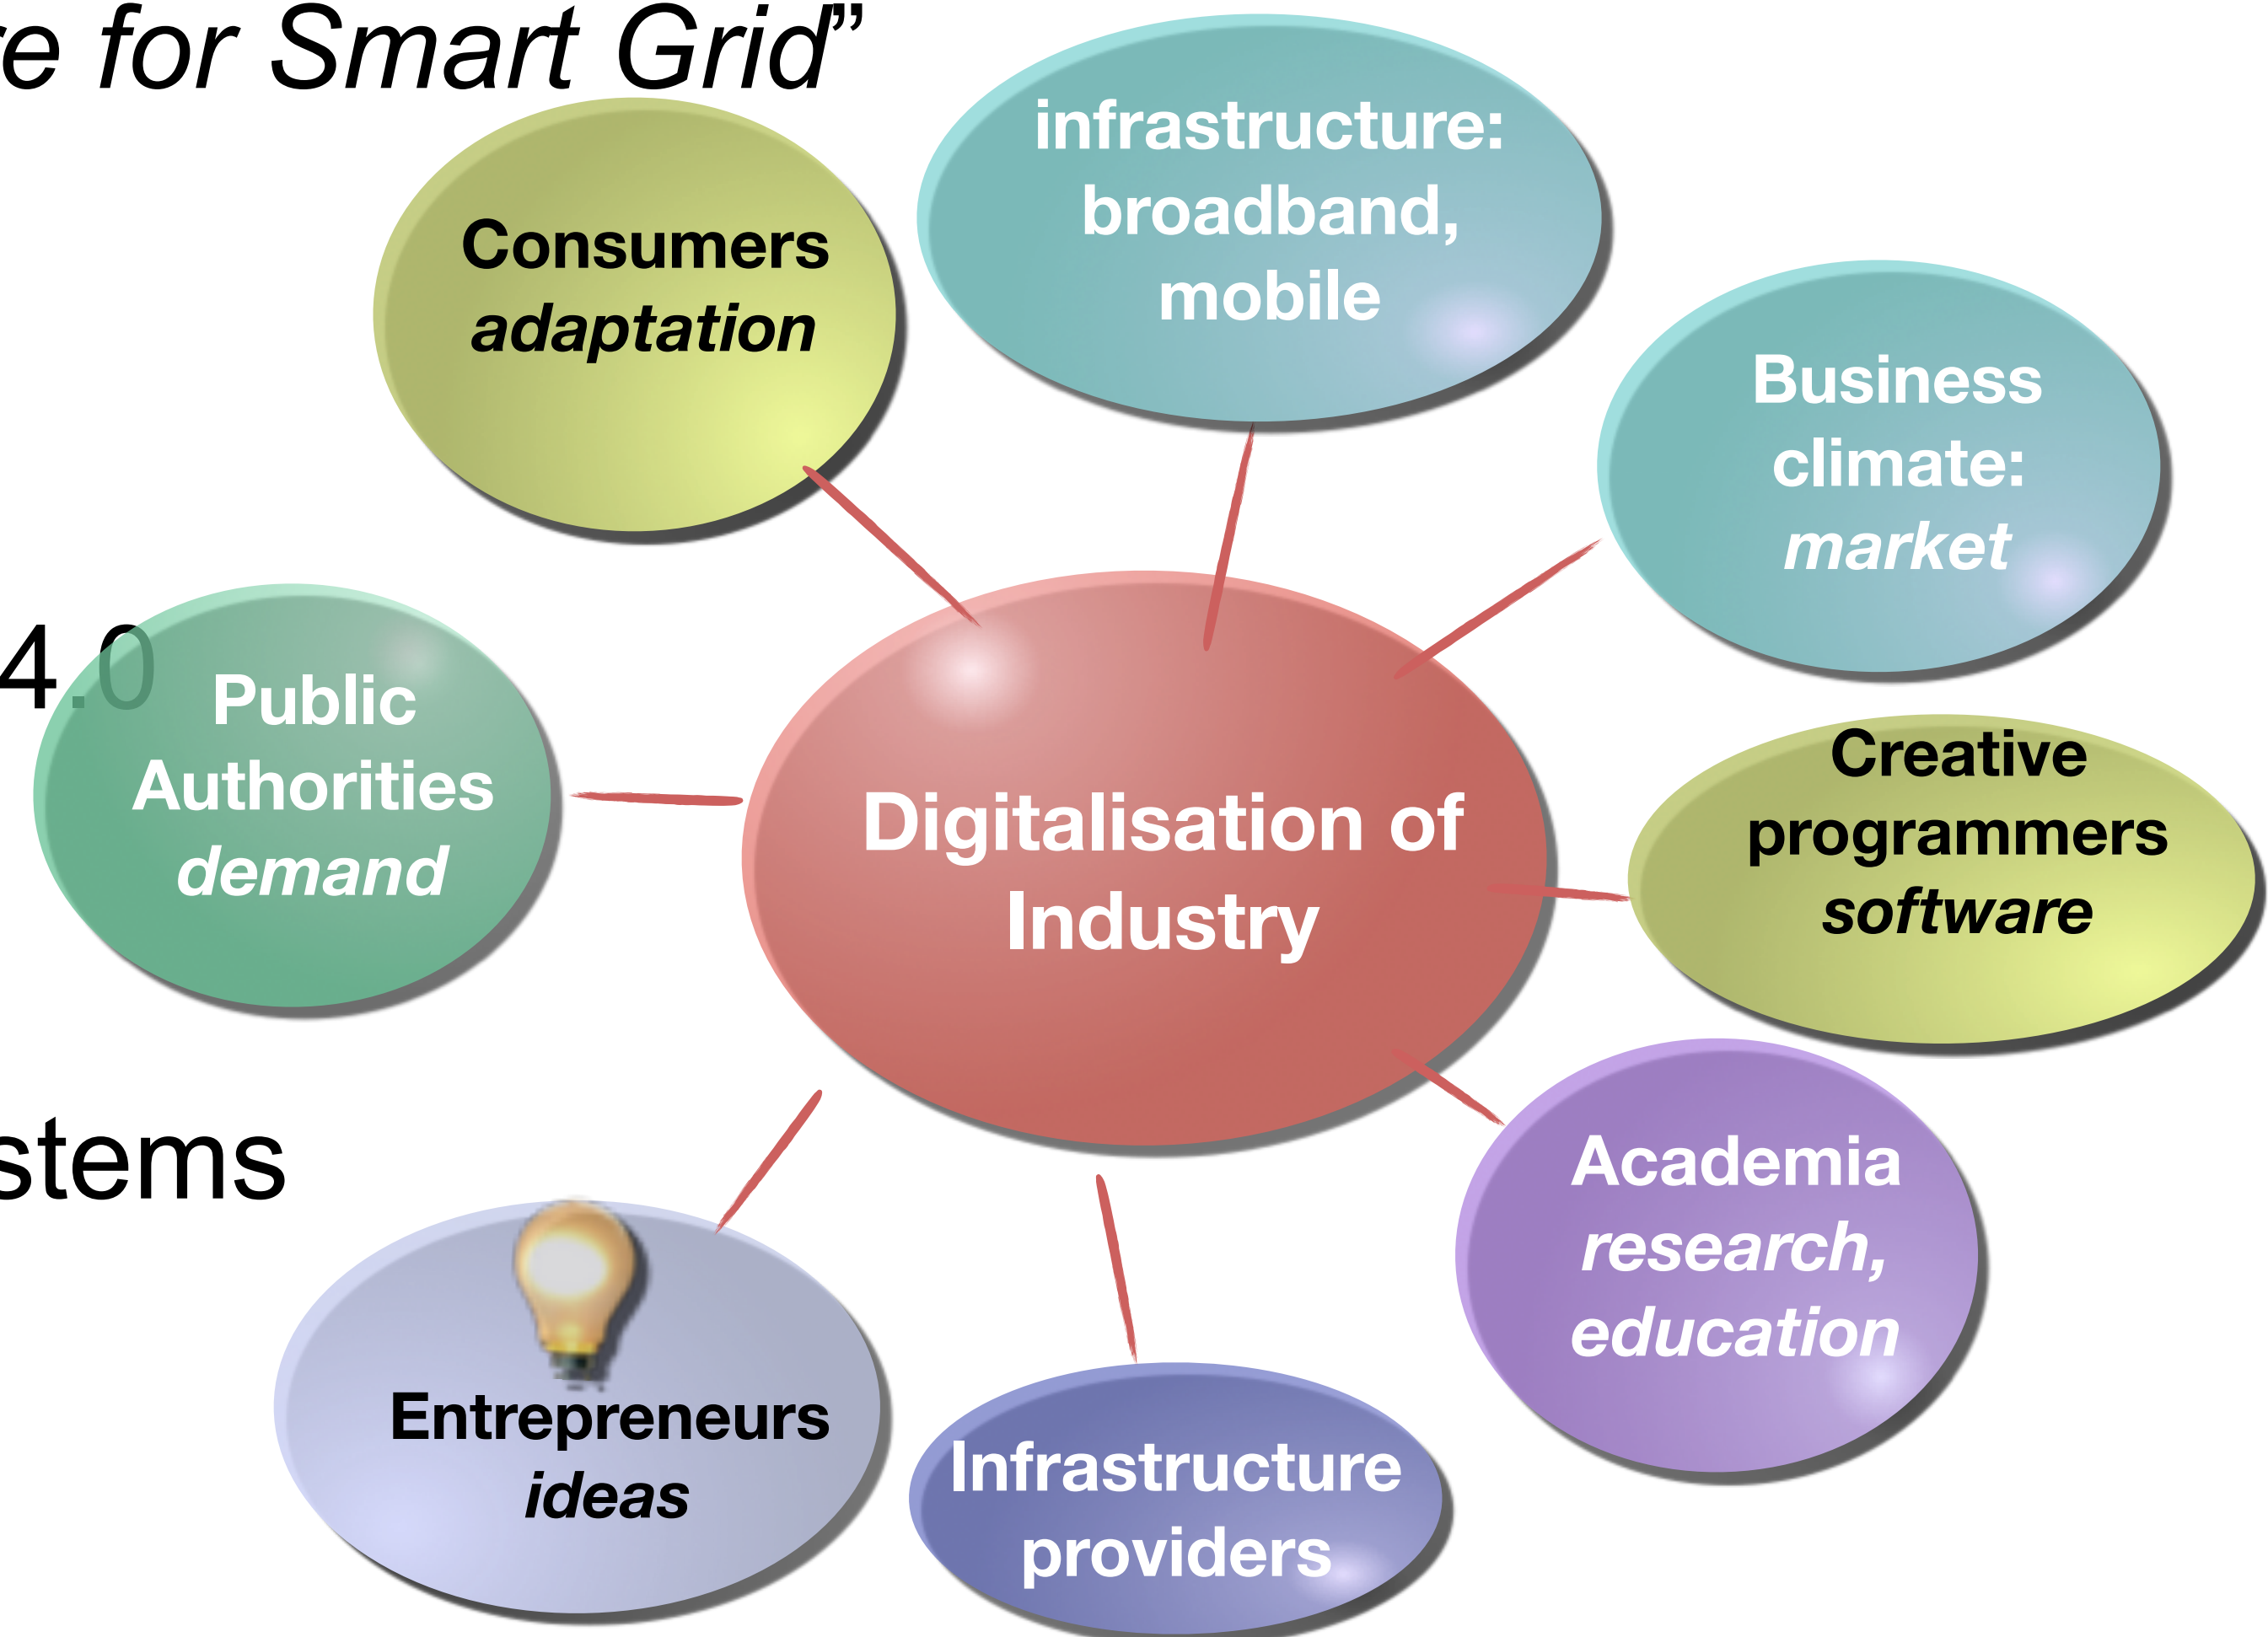 e for Smart Grid”
infrastructure:
broadband,
mobile
Consumers
adaptation
Business
climate:
market
4.0
Public
Authorities
demand
Creative
programmers
software
Digitalisation of
Industry
stems
Academia
research,
education
Entrepreneurs
ideas
Infrastructure
providers